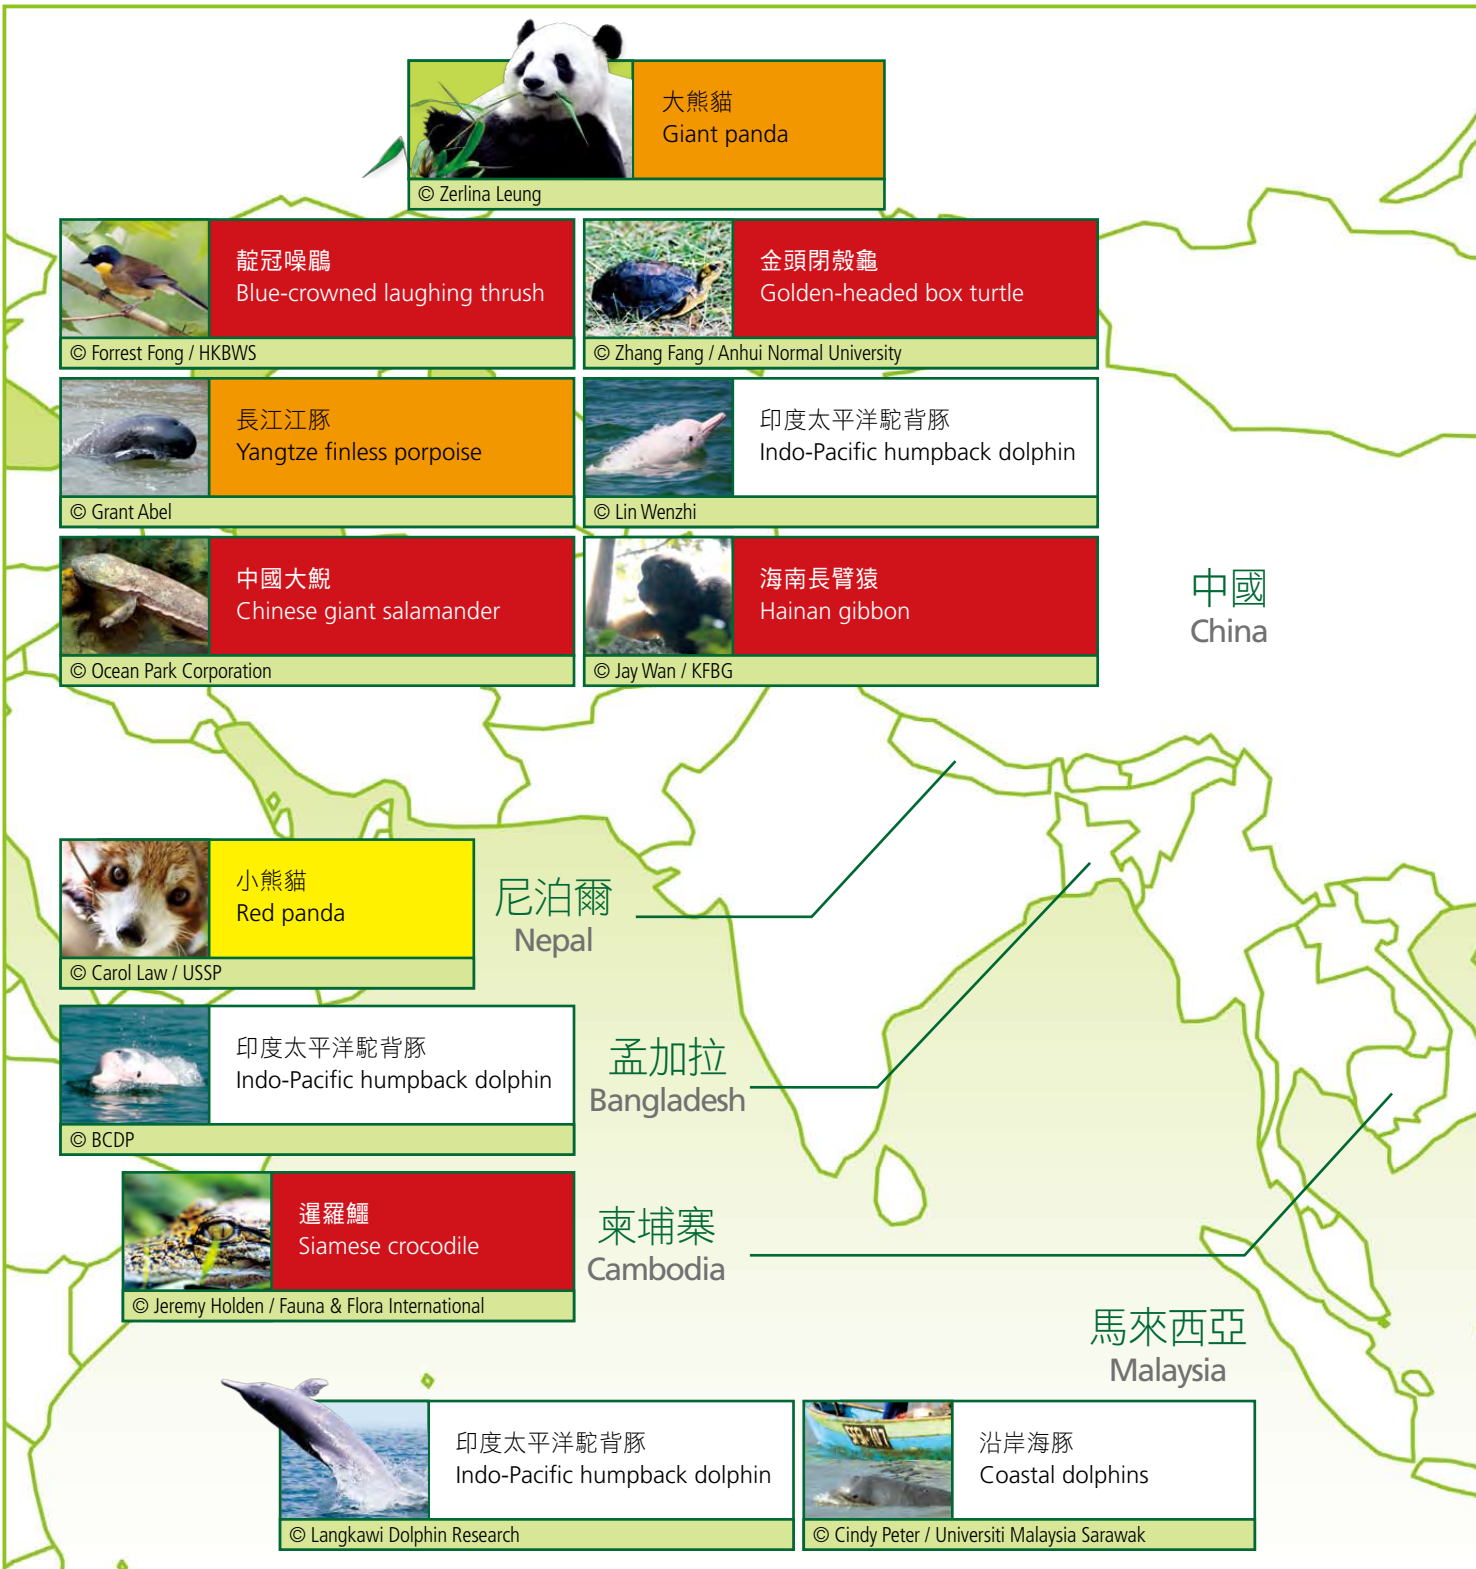 大熊貓
Giant panda
© Zerlina Leung
靛冠噪鶥
Blue-crowned laughing thrush
© Forrest Fong / HKBWS
金頭閉殼龜
Golden-headed box turtle
© Zhang Fang / Anhui Normal University
長江江豚
Yangtze finless porpoise
© Grant Abel
印度太平洋駝背豚
Indo-Pacific humpback dolphin
© Lin Wenzhi
中國大鯢
Chinese giant salamander
© Ocean Park Corporation
海南長臂猿
Hainan gibbon
© Jay Wan / KFBG
中國
China
小熊貓
Red panda
© Carol Law / USSP
尼泊爾
Nepal
印度太平洋駝背豚
Indo-Pacific humpback dolphin
© BCDP
孟加拉
Bangladesh
暹羅鱷
Siamese crocodile
© Jeremy Holden / Fauna & Flora International
柬埔寨
Cambodia
馬來西亞
Malaysia
印度太平洋駝背豚
Indo-Pacific humpback dolphin
© Langkawi Dolphin Research
沿岸海豚
Coastal dolphins
© Cindy Peter / Universiti Malaysia Sarawak